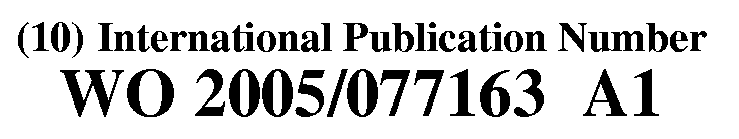 (10) International Publication Number
WO 2005/077163 A1